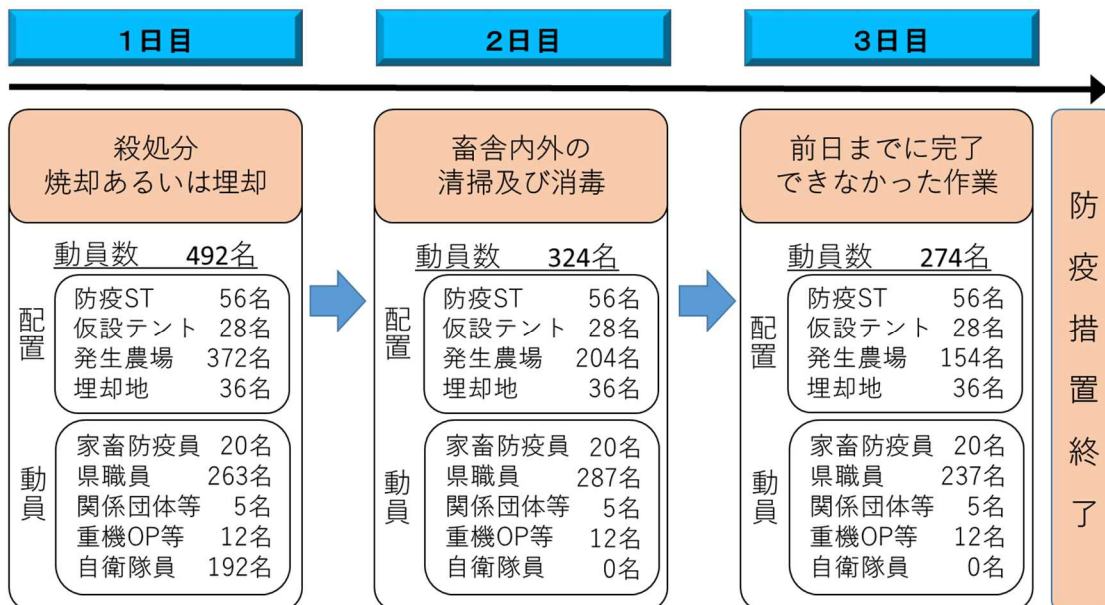 1日目
殺処分
焼却あるいは埋却
動員数 492名
配置
防疫ST 56名
仮設テント 28名
発生農場 372名
埋却地 36名
動員
家畜防疫員 20名
県職員 263名
関係団体等 5名
重機OP等 12名
自衛隊員 192名
2日目
畜舎内外の
清掃及び消毒
動員数 324名
配置
防疫ST 56名
仮設テント 28名
発生農場 204名
埋却地 36名
動員
家畜防疫員 20名
県職員 287名
関係団体等 5名
重機OP等 12名
自衛隊員 0名
3日目
前日までに完了
できなかった作業
動員数 274名
配置
防疫ST 56名
仮設テント 28名
発生農場 154名
埋却地 36名
動員
家畜防疫員 20名
県職員 237名
関係団体等 5名
重機OP等 12名
自衛隊員 0名
防疫措置終了